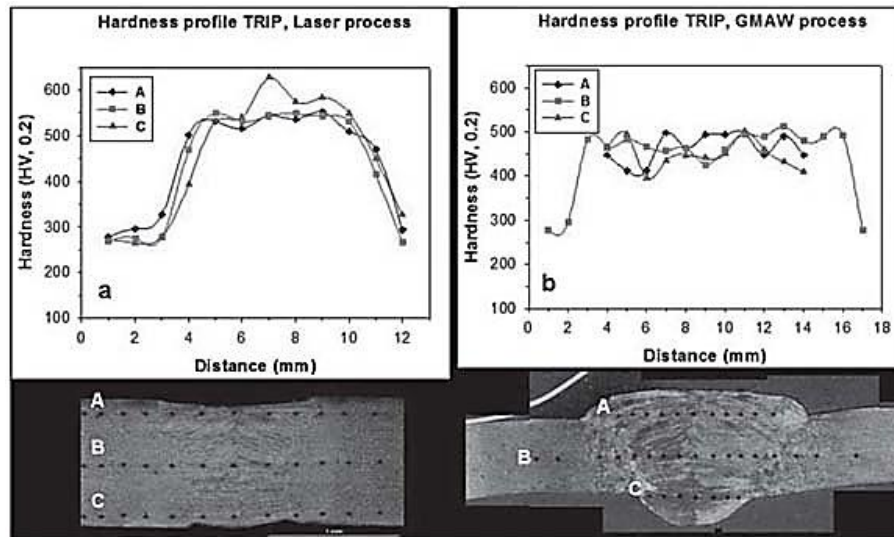 Hardness profile TRIP, Laser process
600
500
400
300
200
100
A
B
C
a
0 2 4 6 8 10 12
Hardness (HV, 0.2)
Distance (mm)
Hardness profile TRIP, GMAW process
600
500
400
300
200
100
A
B
C
b
0 2 4 6 8 10 12 14 16 18
Hardness (HV, 0.2)
Distance (mm)
A
B
C
A
B
C